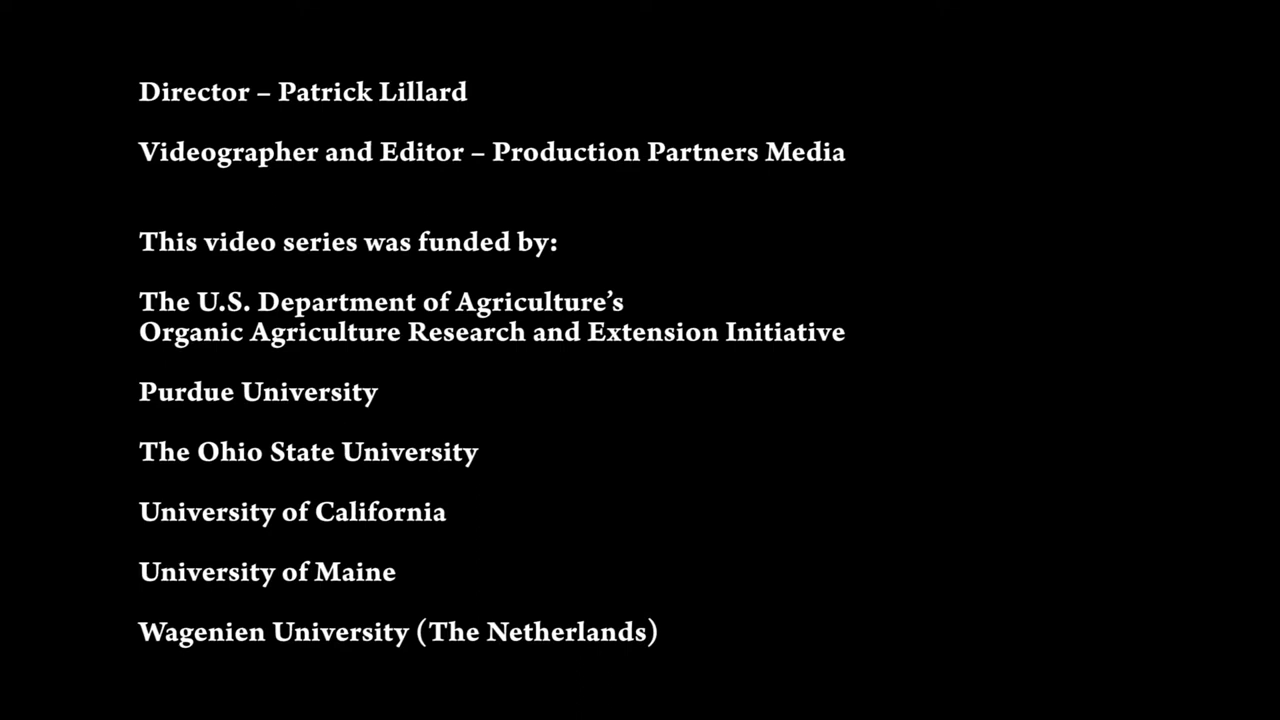 Director – Patrick Lillard
Videographer and Editor – Production Partners Media
This video series was funded by:
The U.S. Department of Agriculture’s
Organic Agriculture Research and Extension Initiative
Purdue University
The Ohio State University
University of California
University of Maine
Wagenien University (The Netherlands)